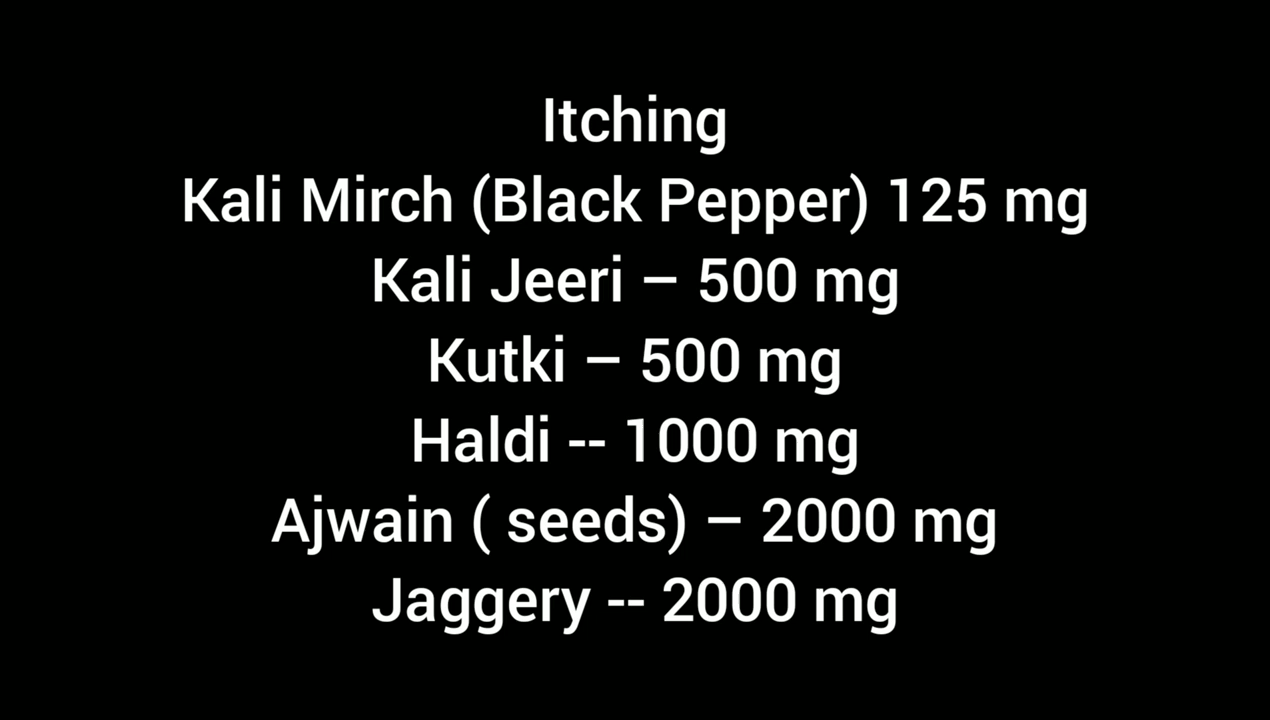 Itching
Kali Mirch (Black Pepper) 125 mg
Kali Jeeri – 500 mg
Kutki – 500 mg
Haldi -- 1000 mg
Ajwain ( seeds) – 2000 mg
Jaggery -- 2000 mg